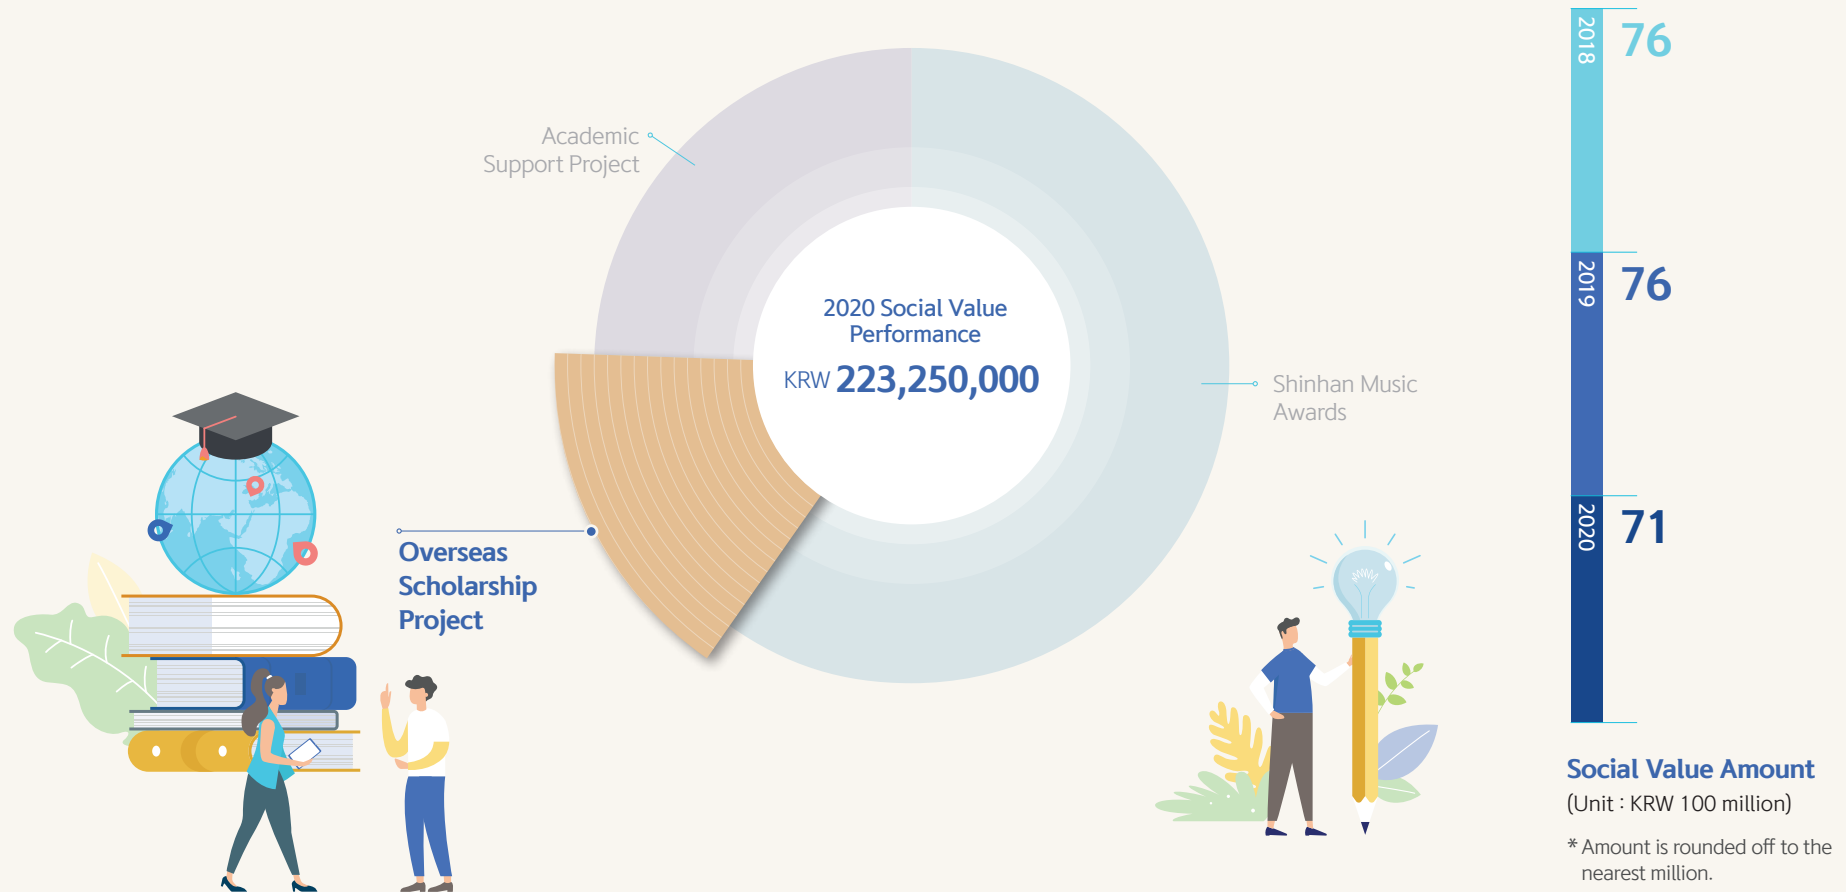 Academic
Support Project
2020 Social Value
Performance
KRW 223,250,000
Shinhan Music
Awards
Overseas
Scholarship
Project
2018
76
2019
76
2020
71
Social Value Amount
(Unit : KRW 100 million)
* Amount is rounded off to the
nearest million.